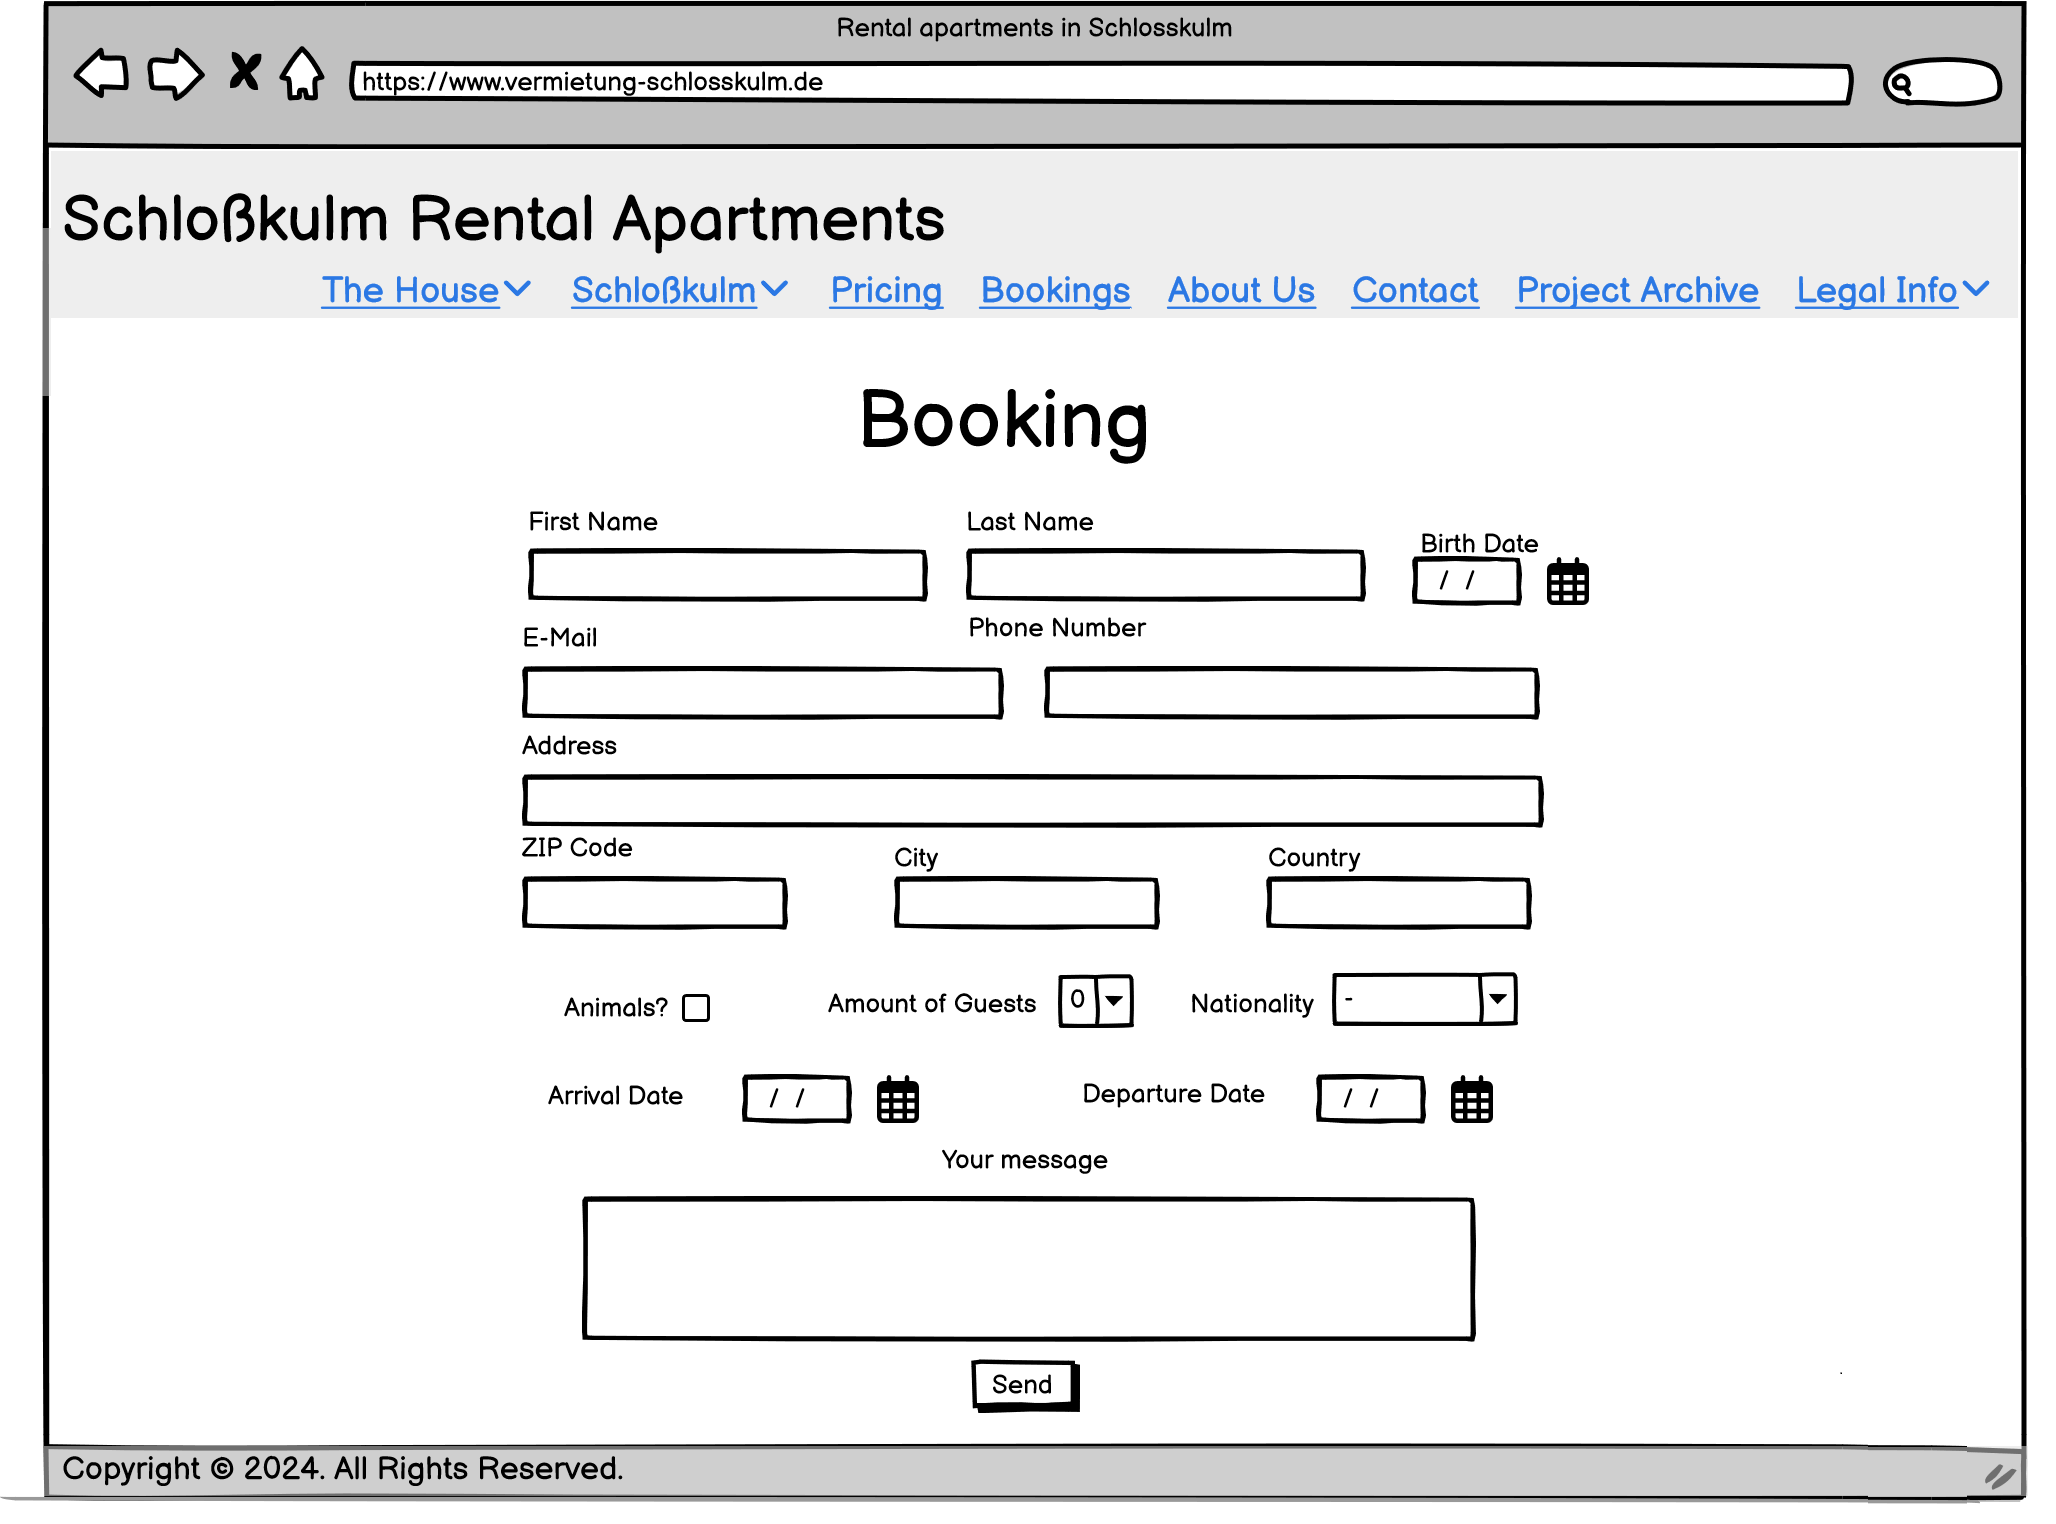 Rental apartments in Schlosskulm
https://www.vermietung-schlosskulm.de
Schloßkulm Rental Apartments
The House Schloßkulm Pricing Bookings About Us Contact Project Archive Legal Info
Booking
First Name Last Name Birth Date
/ /
E-Mail Phone Number
Address
ZIP Code City Country
Animals? Amount of Guests 0 Nationality -
Arrival Date / / Departure Date / /
Your message
Send
Copyright © 2024. All Rights Reserved.